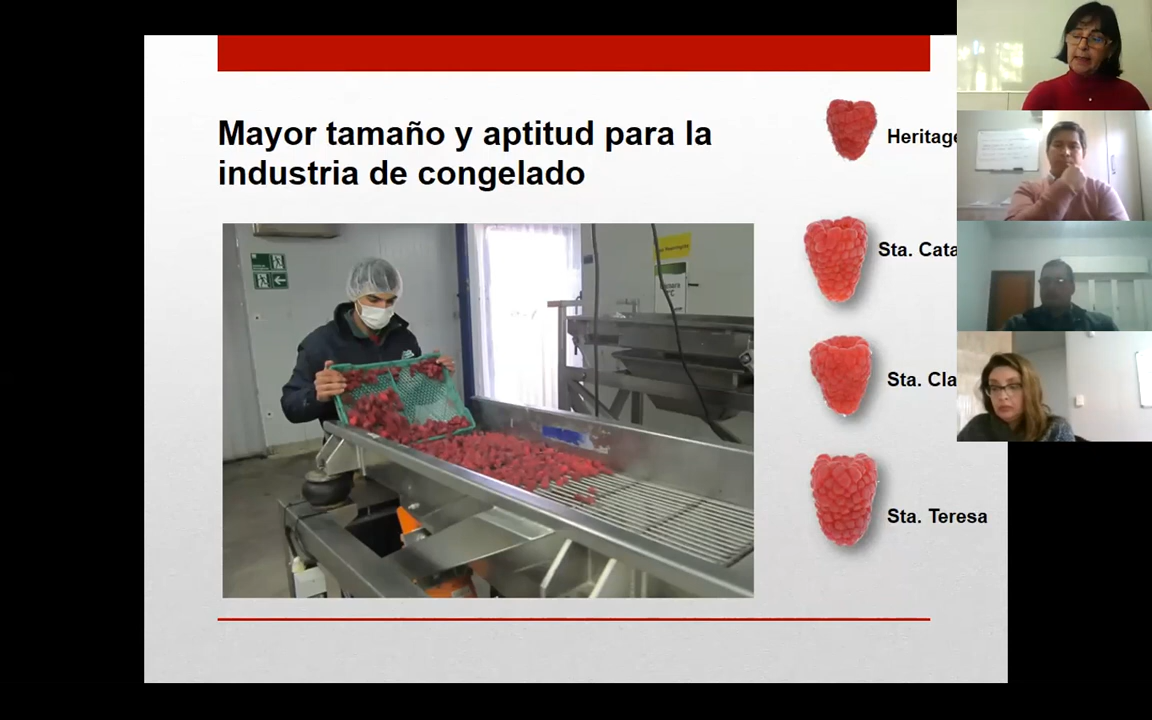 Mayor tamaño y aptitud para la
industria de congelado
Heritage
Sta. Cata
Sta. Cla
Sta. Teresa